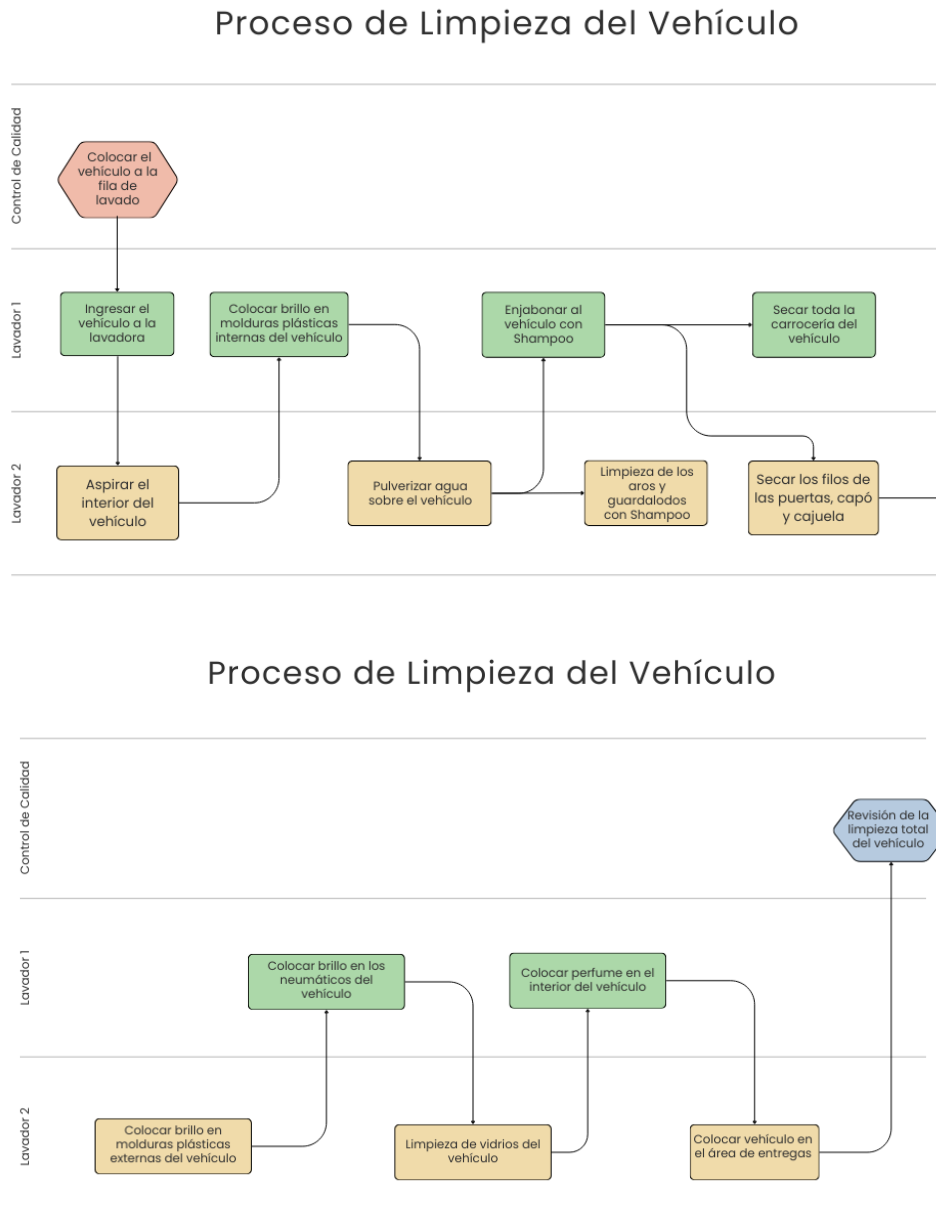 Proceso de Limpieza del Vehículo
Control de Calidad
Colocar el
vehículo a la
fila de
lavado
Lavador 1
Ingresar el
vehículo a la
lavadora
Colocar brillo en
molduras plásticas
internas del vehículo
Enjabonar al
vehículo con
Shampoo
Secar toda la
carrocería del
vehículo
Lavador 2
Aspirar el
interior del
vehículo
Pulverizar agua
sobre el vehículo
Limpieza de los
aros y
guardalodos
con Shampoo
Secar los filos de
las puertas, capó
y cajuela
Proceso de Limpieza del Vehículo
Control de Calidad
Revisión de la
limpieza total
del vehículo
Lavador 1
Colocar brillo en los
neumáticos del
vehículo
Colocar perfume en el
interior del vehículo
Lavador 2
Colocar brillo en
molduras plásticas
externas del vehículo
Limpieza de vidrios del
vehículo
Colocar vehículo en
el área de entregas